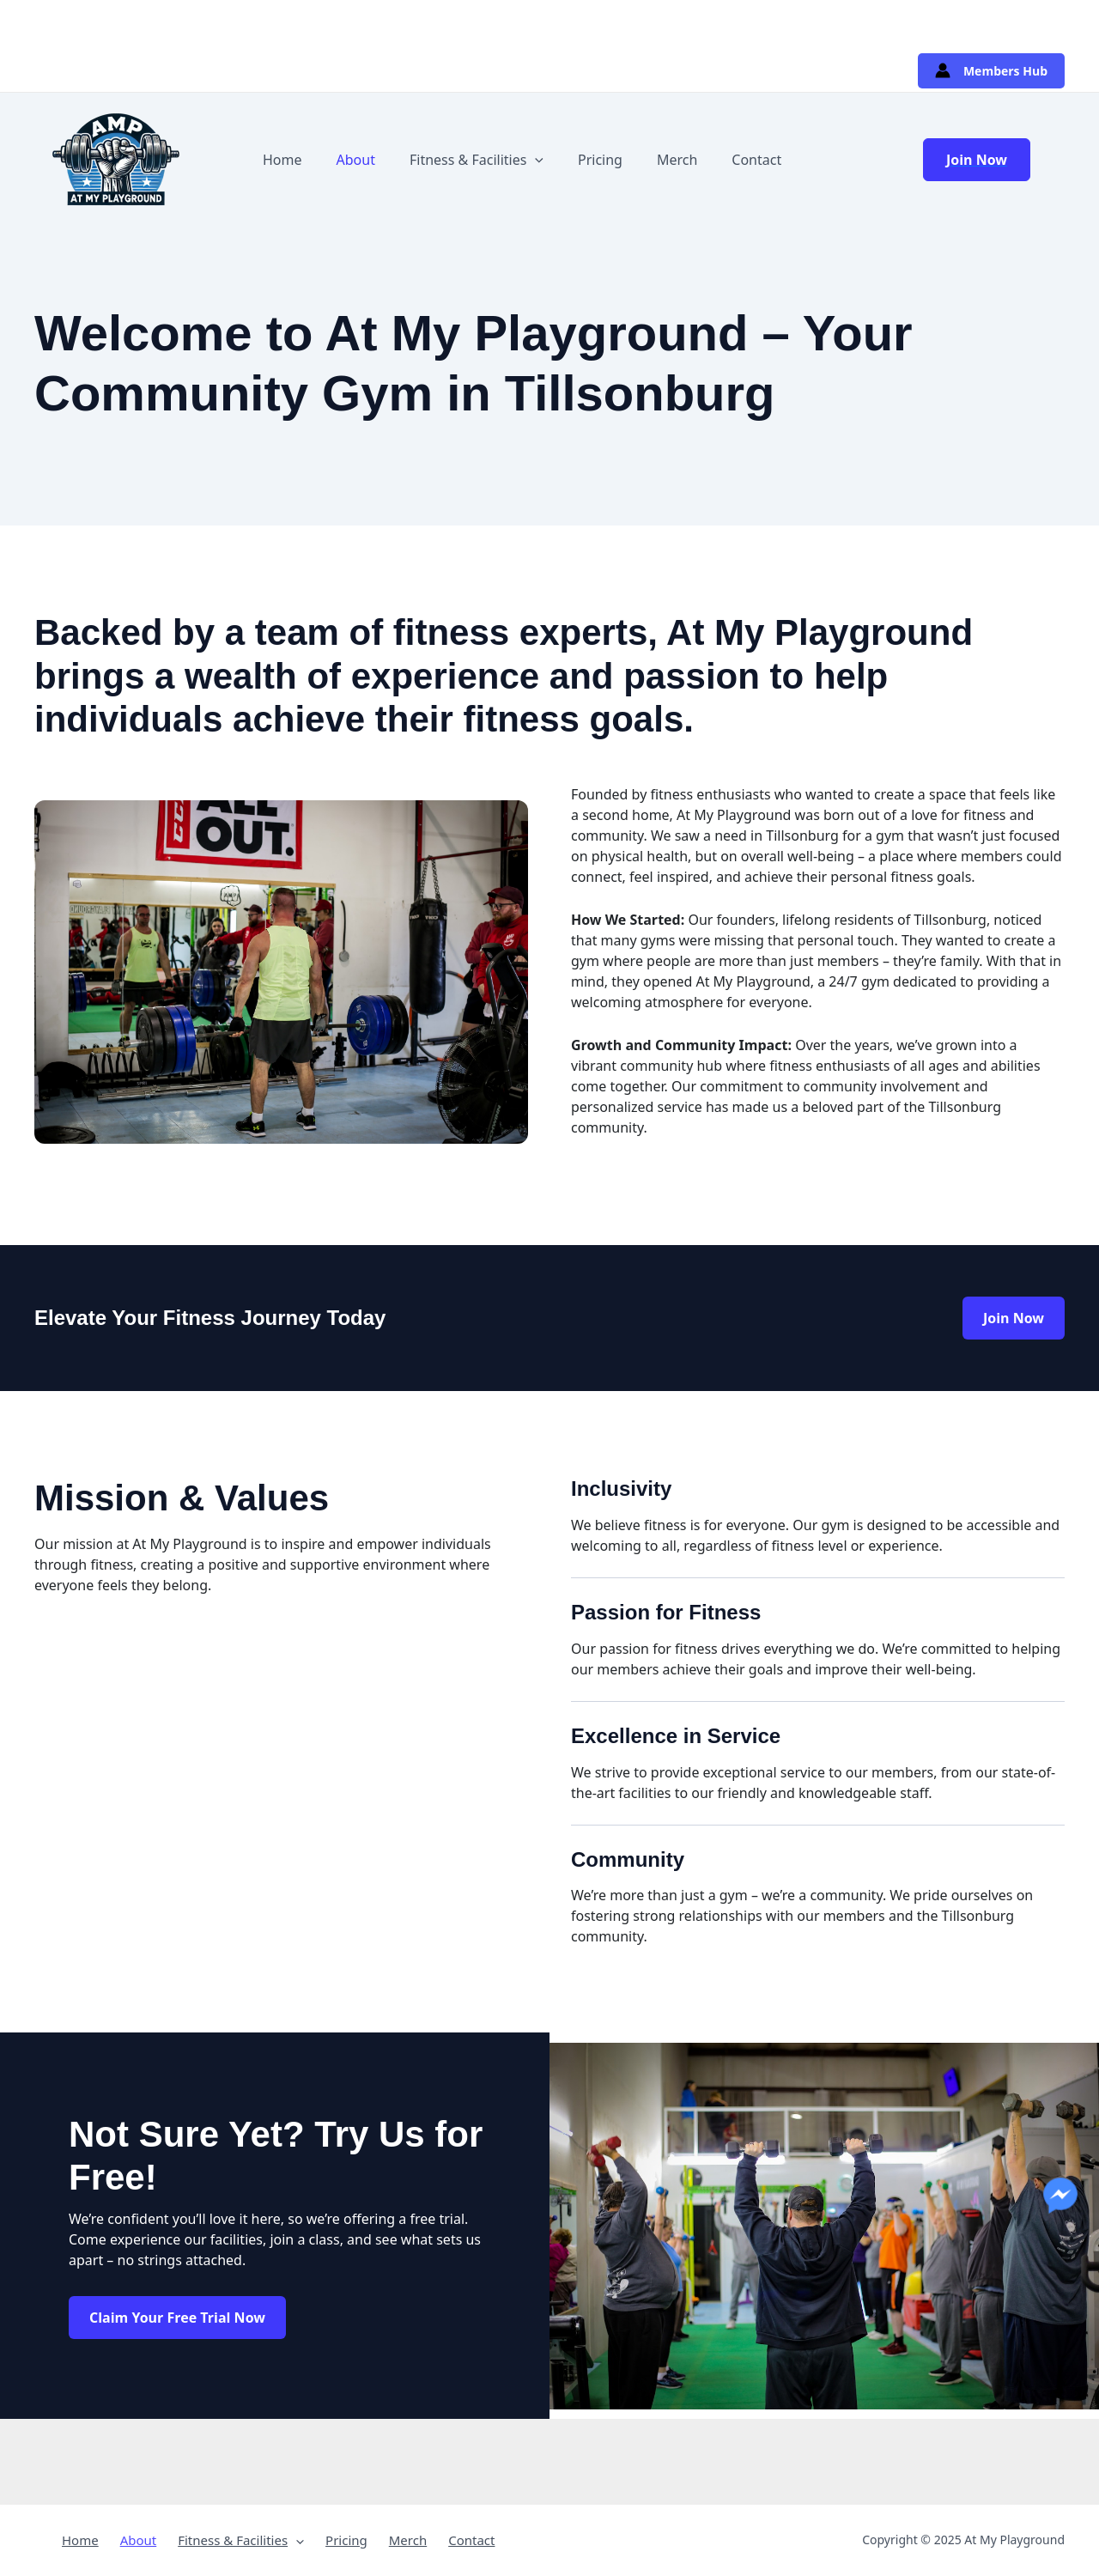 Members Hub
AMP
AT MY PLAYGROUND
Home
About
Fitness & Facilities
Pricing
Merch
Contact
Join Now
Welcome to At My Playground – Your
Community Gym in Tillsonburg
Backed by a team of fitness experts, At My Playground
brings a wealth of experience and passion to help
individuals achieve their fitness goals.
ALL
OUT.
Founded by fitness enthusiasts who wanted to create a space that feels like
a second home, At My Playground was born out of a love for fitness and
community. We saw a need in Tillsonburg for a gym that wasn’t just focused
on physical health, but on overall well-being – a place where members could
connect, feel inspired, and achieve their personal fitness goals.
How We Started: Our founders, lifelong residents of Tillsonburg, noticed
that many gyms were missing that personal touch. They wanted to create a
gym where people are more than just members – they’re family. With that in
mind, they opened At My Playground, a 24/7 gym dedicated to providing a
welcoming atmosphere for everyone.
Growth and Community Impact: Over the years, we’ve grown into a
vibrant community hub where fitness enthusiasts of all ages and abilities
come together. Our commitment to community involvement and
personalized service has made us a beloved part of the Tillsonburg
community.
Elevate Your Fitness Journey Today
Join Now
Mission & Values
Our mission at At My Playground is to inspire and empower individuals
through fitness, creating a positive and supportive environment where
everyone feels they belong.
Inclusivity
We believe fitness is for everyone. Our gym is designed to be accessible and
welcoming to all, regardless of fitness level or experience.
Passion for Fitness
Our passion for fitness drives everything we do. We’re committed to helping
our members achieve their goals and improve their well-being.
Excellence in Service
We strive to provide exceptional service to our members, from our state-of-
the-art facilities to our friendly and knowledgeable staff.
Community
We’re more than just a gym – we’re a community. We pride ourselves on
fostering strong relationships with our members and the Tillsonburg
community.
Not Sure Yet? Try Us for
Free!
We’re confident you’ll love it here, so we’re offering a free trial.
Come experience our facilities, join a class, and see what sets us
apart – no strings attached.
Claim Your Free Trial Now
Home
About
Fitness & Facilities
Pricing
Merch
Contact
Copyright © 2025 At My Playground